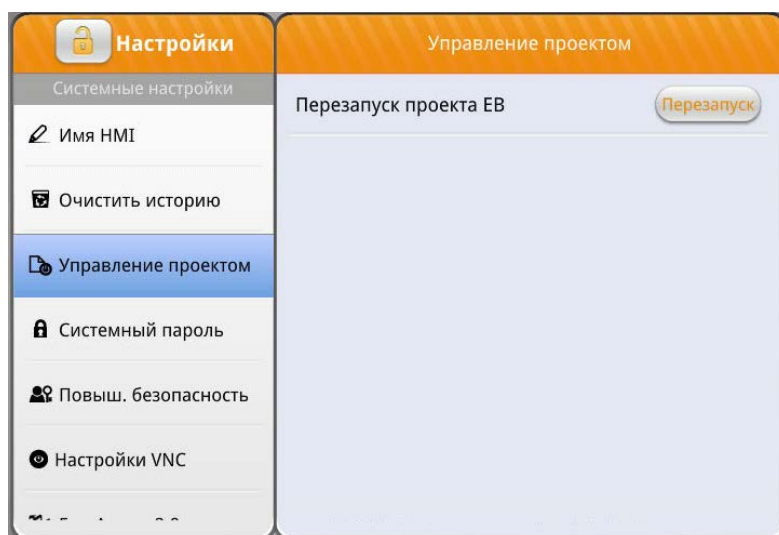 Настройки
Системные настройки
Имя HMI
Очистить историю
Управление проектом
Системный пароль
Повыш. безопасность
Настройки VNC
Управление проектом
Перезапуск проекта EB
Перезапуск